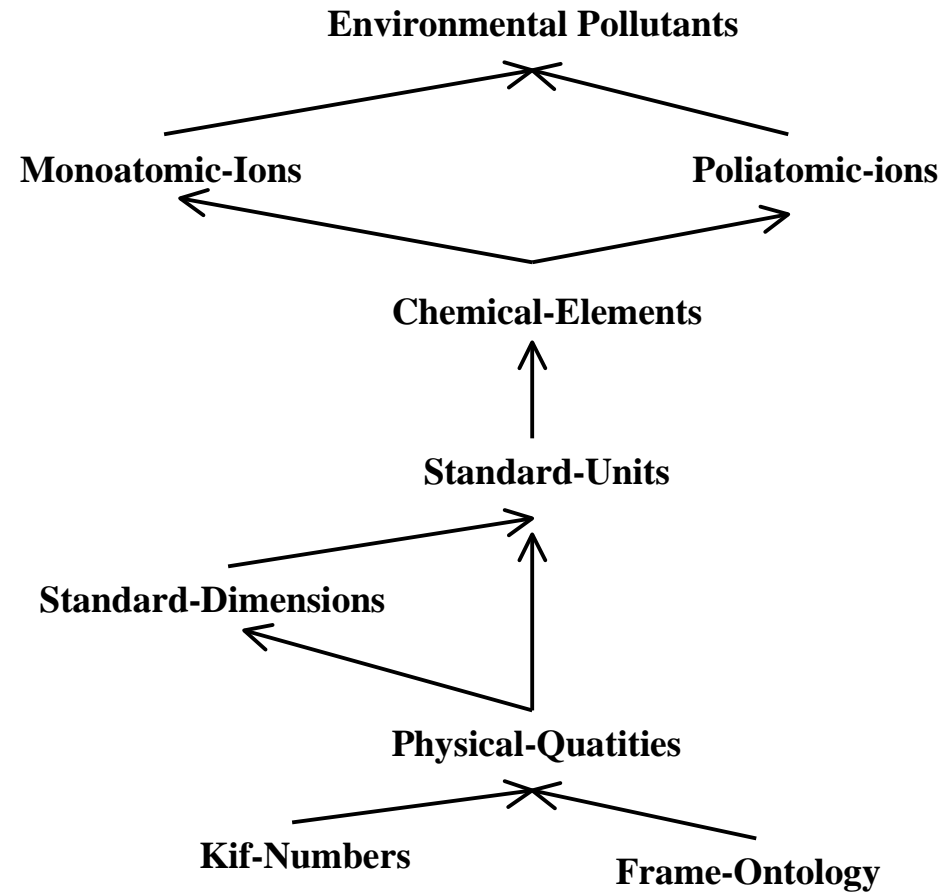 Environmental Pollutants
Monoatomic-Ions
Poliatomic-ions
Chemical-Elements
Standard-Units
Standard-Dimensions
Physical-Quatities
Kif-Numbers
Frame-Ontology